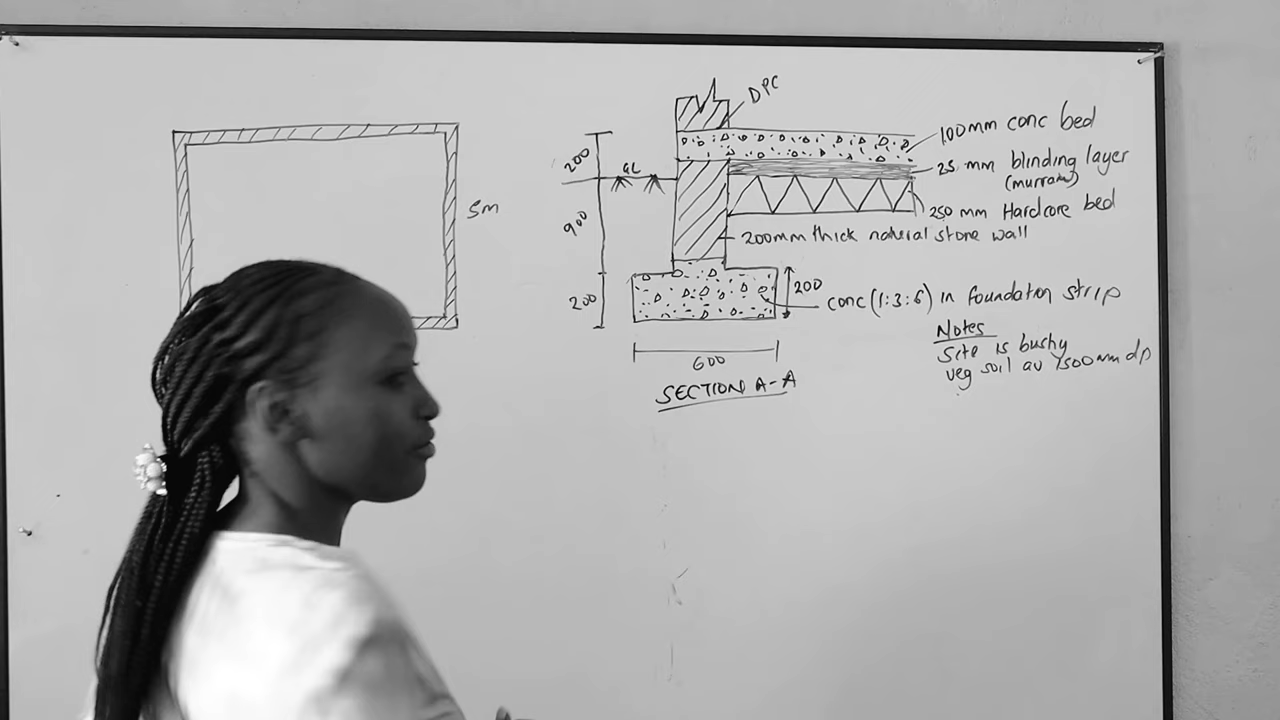 DPC
100mm conc bed
200
GL
25 mm blinding layer
(murram)
5m
250 mm Hardcore bed
900
200mm thick natural stone wall
200
200
conc (1:3:6) in foundation strip
Notes
Site is bushy
veg soil av 1500mm dp
600
SECTION A-A